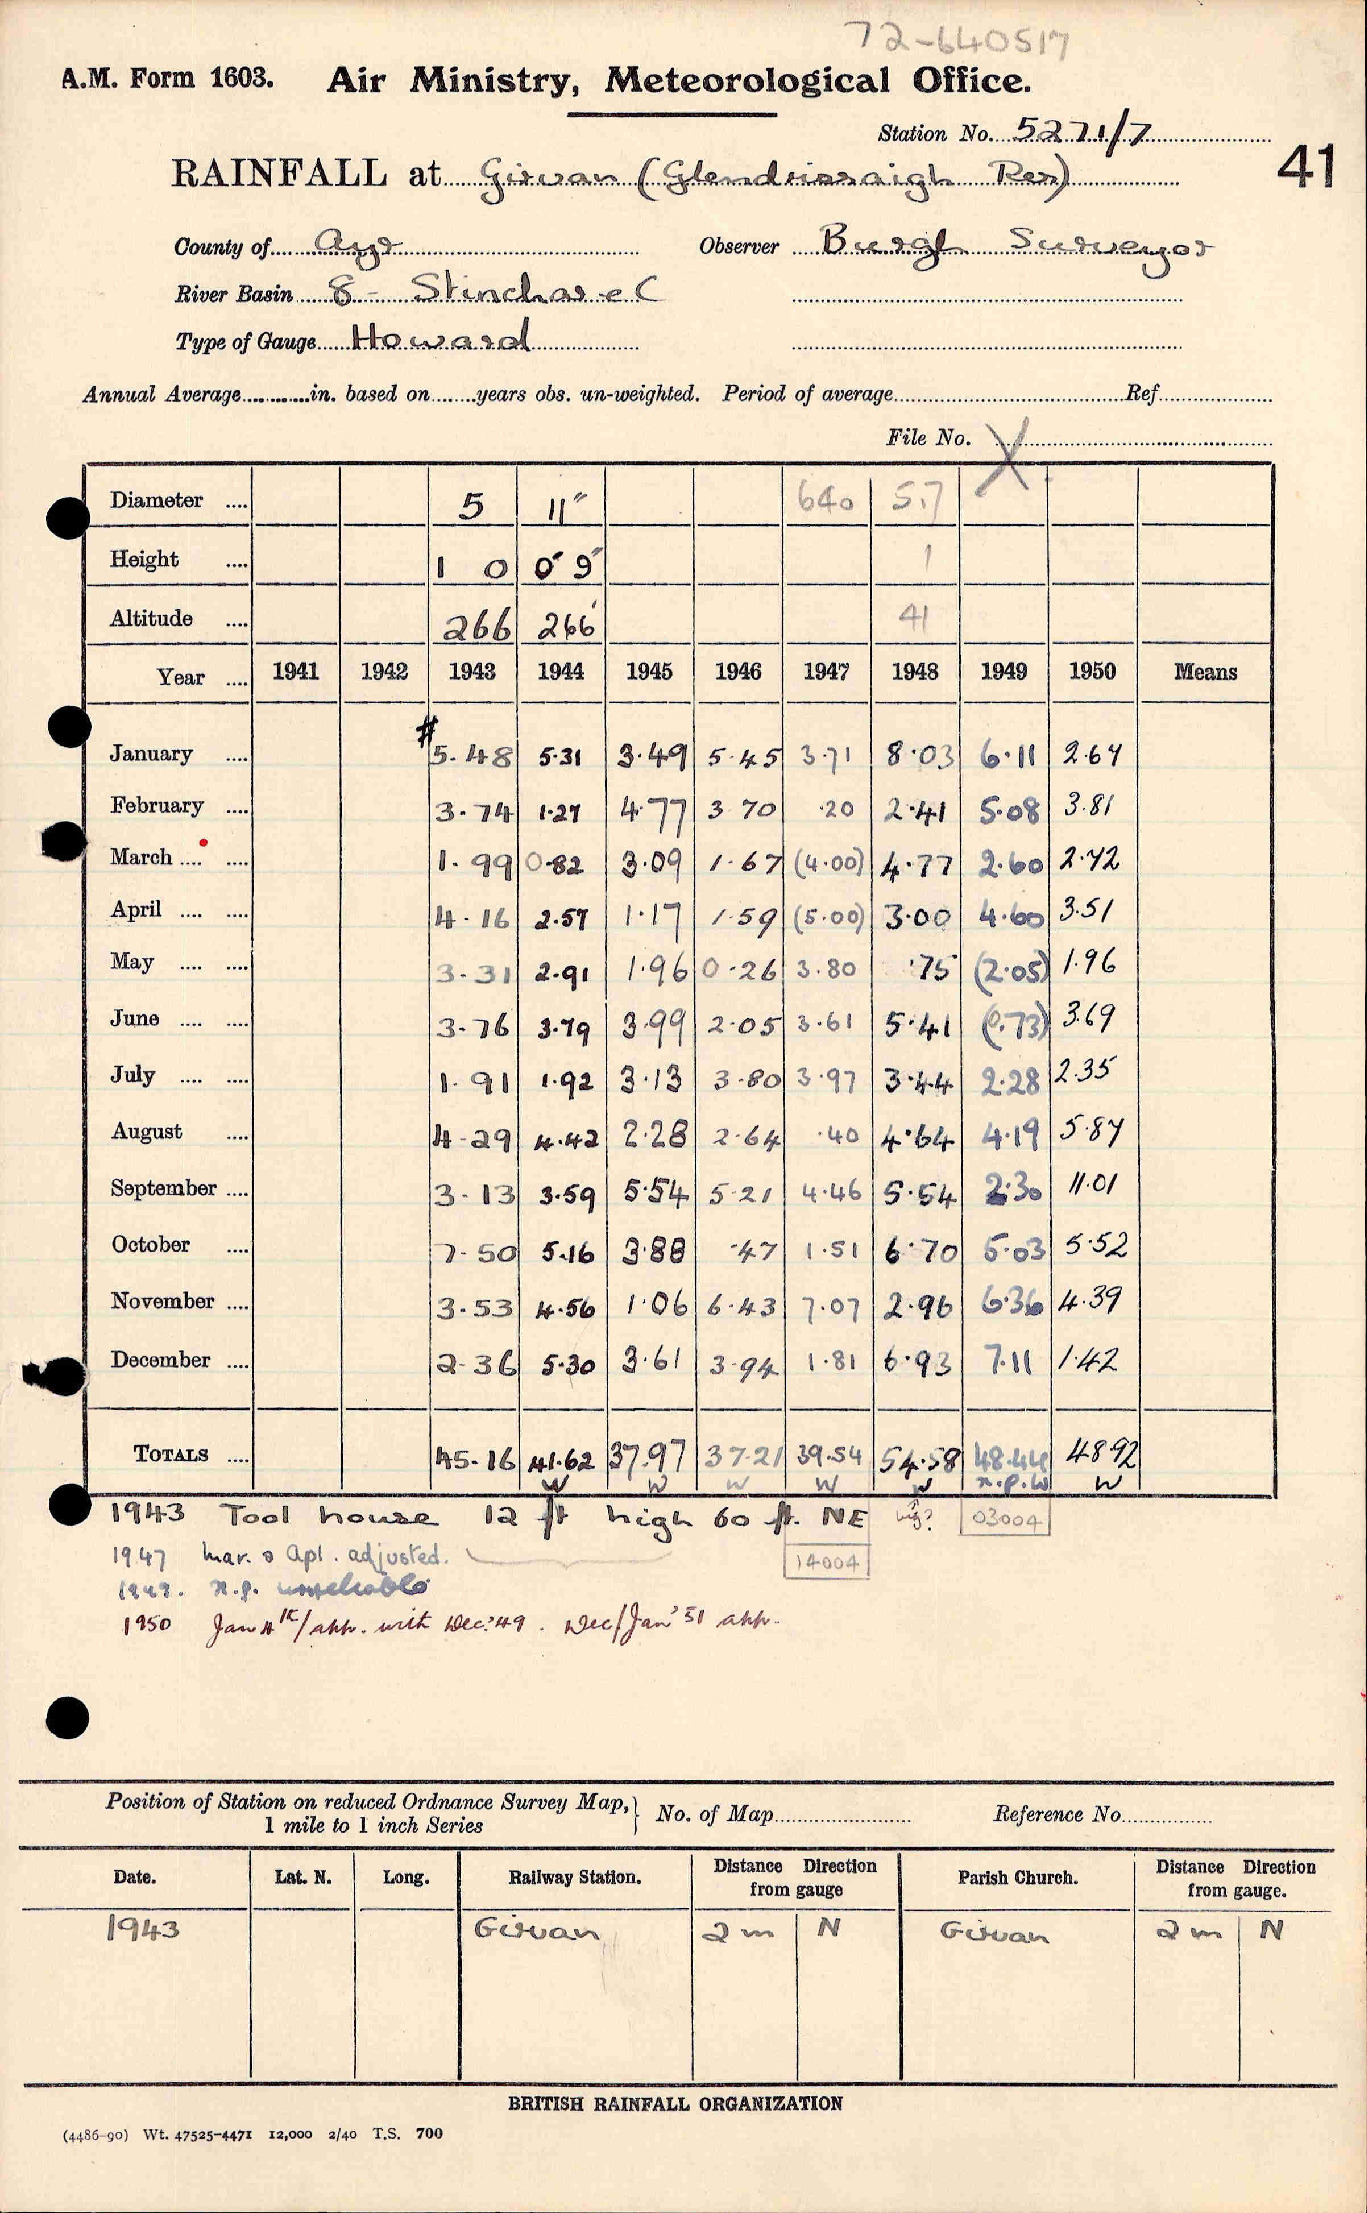 72-640517
A.M. Form 1603. Air Ministry, Meteorological Office.
Station No. 5271/7
41
RAINFALL at Girvan (Glendrissaigh Res)
County of Ayr Observer Burgh Surveyor
River Basin 8 - Stinchar e C
Type of Gauge Howard
Annual Average in. based on years obs. un-weighted. Period of average Ref.
File No. X
Diameter .... 5 11" 640 517
Height .... 1 0 0' 9" 1
Altitude .... 266 266' 41
Year .... 1941 1942 1943 1944 1945 1946 1947 1948 1949 1950 Means
January .... # 5.48 5.31 3.49 5.45 3.71 8.03 6.11 2.67
February .... 3.74 1.27 4.77 3.70 .20 2.41 5.08 3.81
March .... .... 1.99 0.82 3.09 1.67 (4.00) 4.77 2.60 2.72
April .... .... 4.16 2.57 1.17 1.59 (5.00) 3.00 4.60 3.51
May .... .... 3.31 2.91 1.96 0.26 3.80 .75 (2.05) 1.96
June .... .... 3.76 3.79 3.99 2.05 3.61 5.41 (0.73) 3.69
July .... .... 1.91 1.92 3.13 3.80 3.97 3.44 2.28 2.35
August .... 4.29 4.42 2.28 2.64 .40 4.64 4.19 5.87
September .... 3.13 3.59 5.54 5.21 4.46 5.54 2.30 11.01
October .... 7.50 5.16 3.88 .47 1.51 6.70 5.03 5.52
November .... 3.53 4.56 1.06 6.43 7.07 2.96 6.36 4.39
December .... 2.36 5.30 3.61 3.94 1.81 6.93 7.11 1.42
TOTALS .... 45.16 41.62 37.97 37.21 39.54 54.58 48.44 48.92
W W W W W n.p.W W
1943 Tool house 12 ft high 60 ft. NE 03004
1947 Mar. & Apl. adjusted. 14004
1949. n.p. unreliable
1950 Jan 4th/app. with Dec. '49. Dec/Jan '51 app.
Position of Station on reduced Ordnance Survey Map, 1 mile to 1 inch Series No. of Map Reference No.
Date. Lat. N. Long. Railway Station. Distance Direction from gauge Parish Church. Distance Direction from gauge.
1943 Girvan 2 m N Girvan 2 m N
BRITISH RAINFALL ORGANIZATION
(4486-90) Wt. 47525-4471 12,000 2/40 T.S. 700